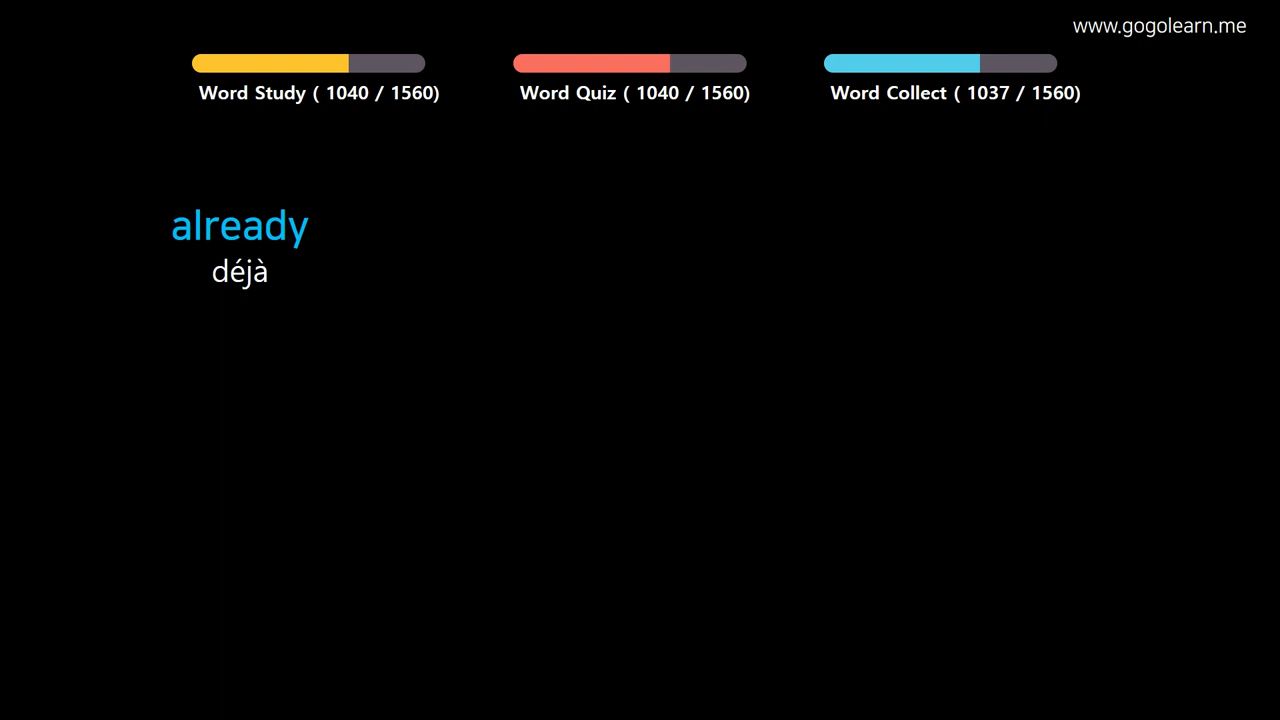 www.gogolearn.me
Word Study ( 1040 / 1560)
Word Quiz ( 1040 / 1560)
Word Collect ( 1037 / 1560)
already
déjà